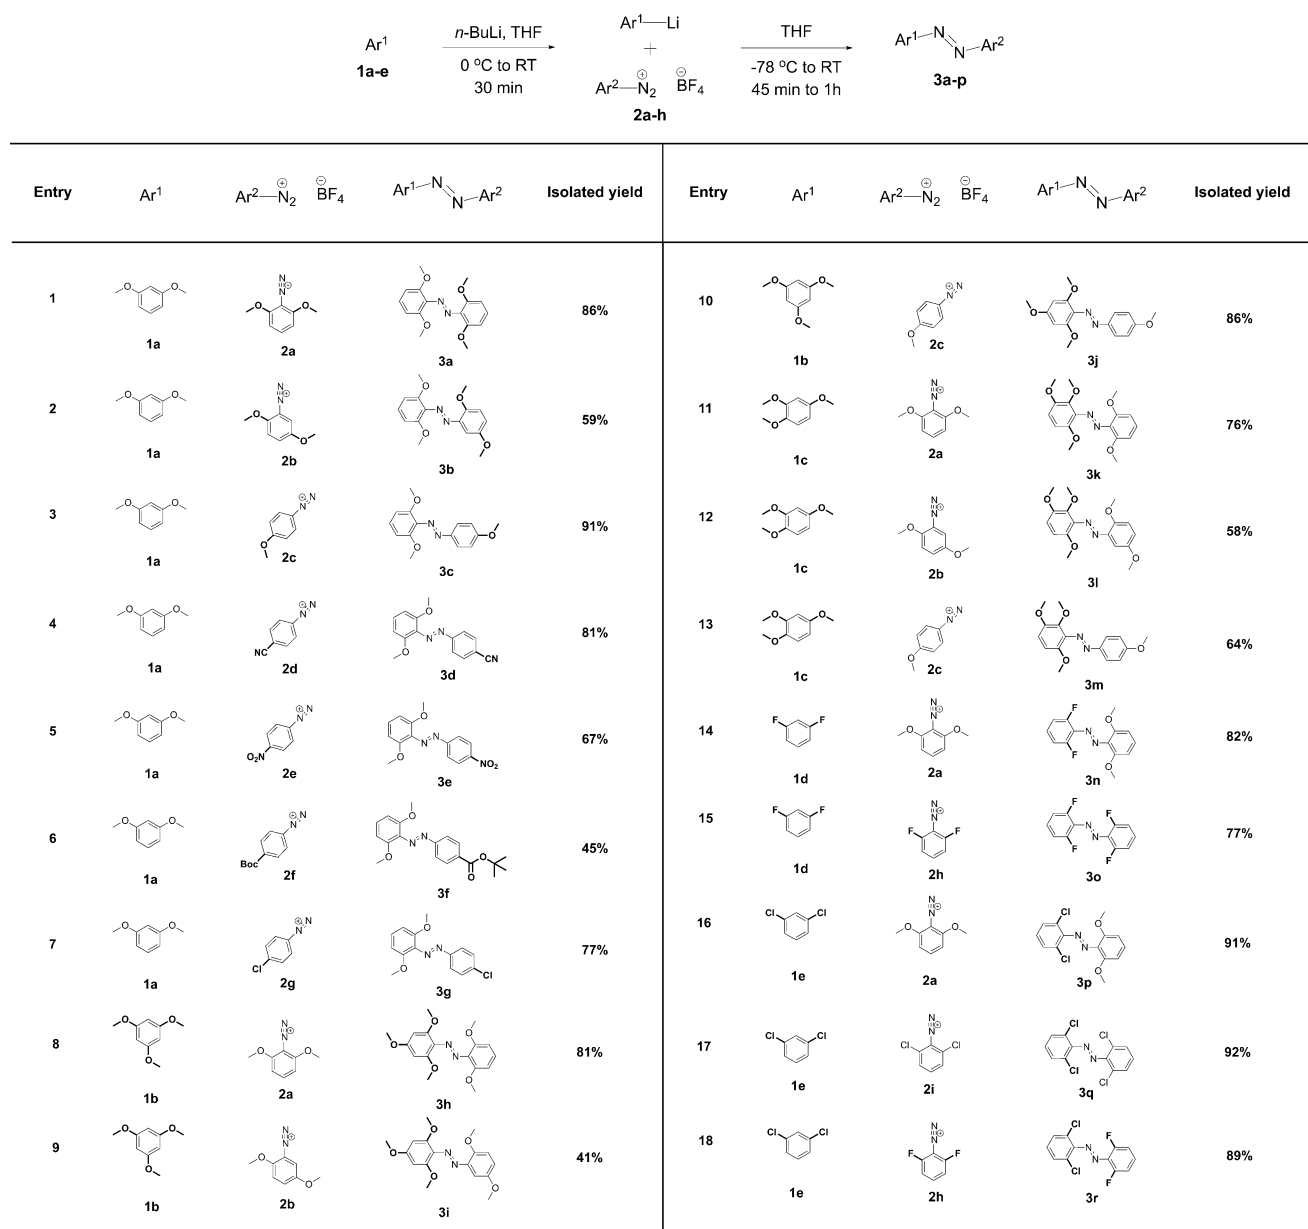 Ar¹
1a-e
n-BuLi, THF
0 ºC to RT
30 min
Ar¹—Li
+
Ar²—N₂ ⊕ ⊖ BF₄
2a-h
THF
-78 ºC to RT
45 min to 1h
Ar¹ N N Ar²
3a-p
Entry Ar¹ Ar²—N₂ ⊕ ⊖ BF₄ Ar¹ N N Ar² Isolated yield
1 1a 2a 3a 86%
2 1a 2b 3b 59%
3 1a 2c 3c 91%
4 1a NC 2d CN 3d 81%
5 1a O₂N 2e NO₂ 3e 67%
6 1a Boc 2f O O 3f 45%
7 1a Cl 2g Cl 3g 77%
8 1b 2a 3h 81%
9 1b 2b 3i 41%
Entry Ar¹ Ar²—N₂ ⊕ ⊖ BF₄ Ar¹ N N Ar² Isolated yield
10 1b 2c 3j 86%
11 1c 2a 3k 76%
12 1c 2b 3l 58%
13 1c 2c 3m 64%
14 F F 1d 2a F F 3n 82%
15 F F 1d F F 2h F F F F 3o 77%
16 Cl Cl 1e 2a Cl Cl 3p 91%
17 Cl Cl 1e Cl Cl 2i Cl Cl Cl Cl 3q 92%
18 Cl Cl 1e F F 2h Cl Cl F F 3r 89%